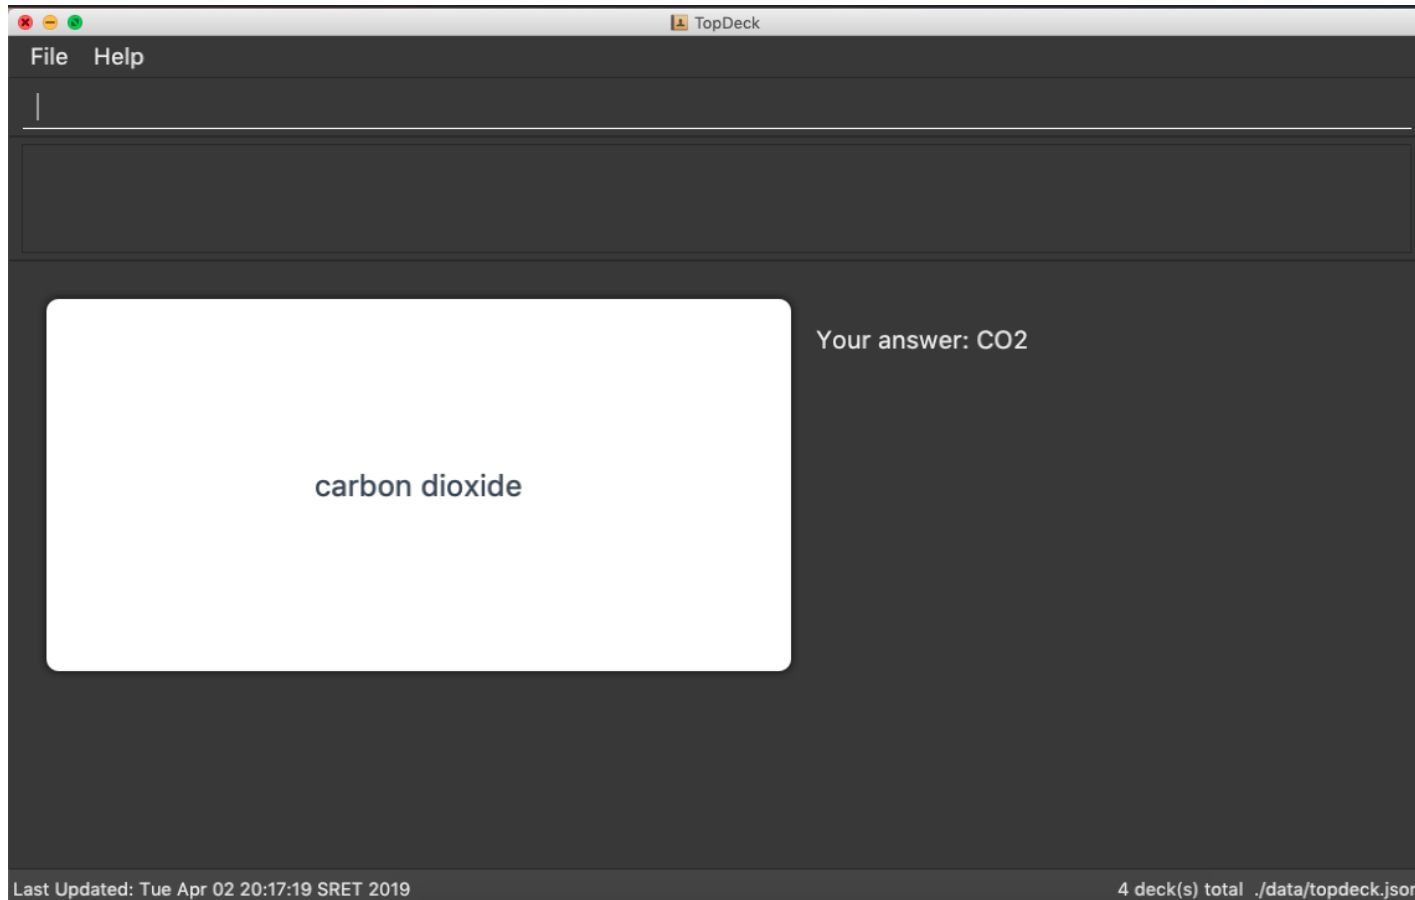 TopDeck
File Help
carbon dioxide
Your answer: CO2
Last Updated: Tue Apr 02 20:17:19 SRET 2019
4 deck(s) total ./data/topdeck.json